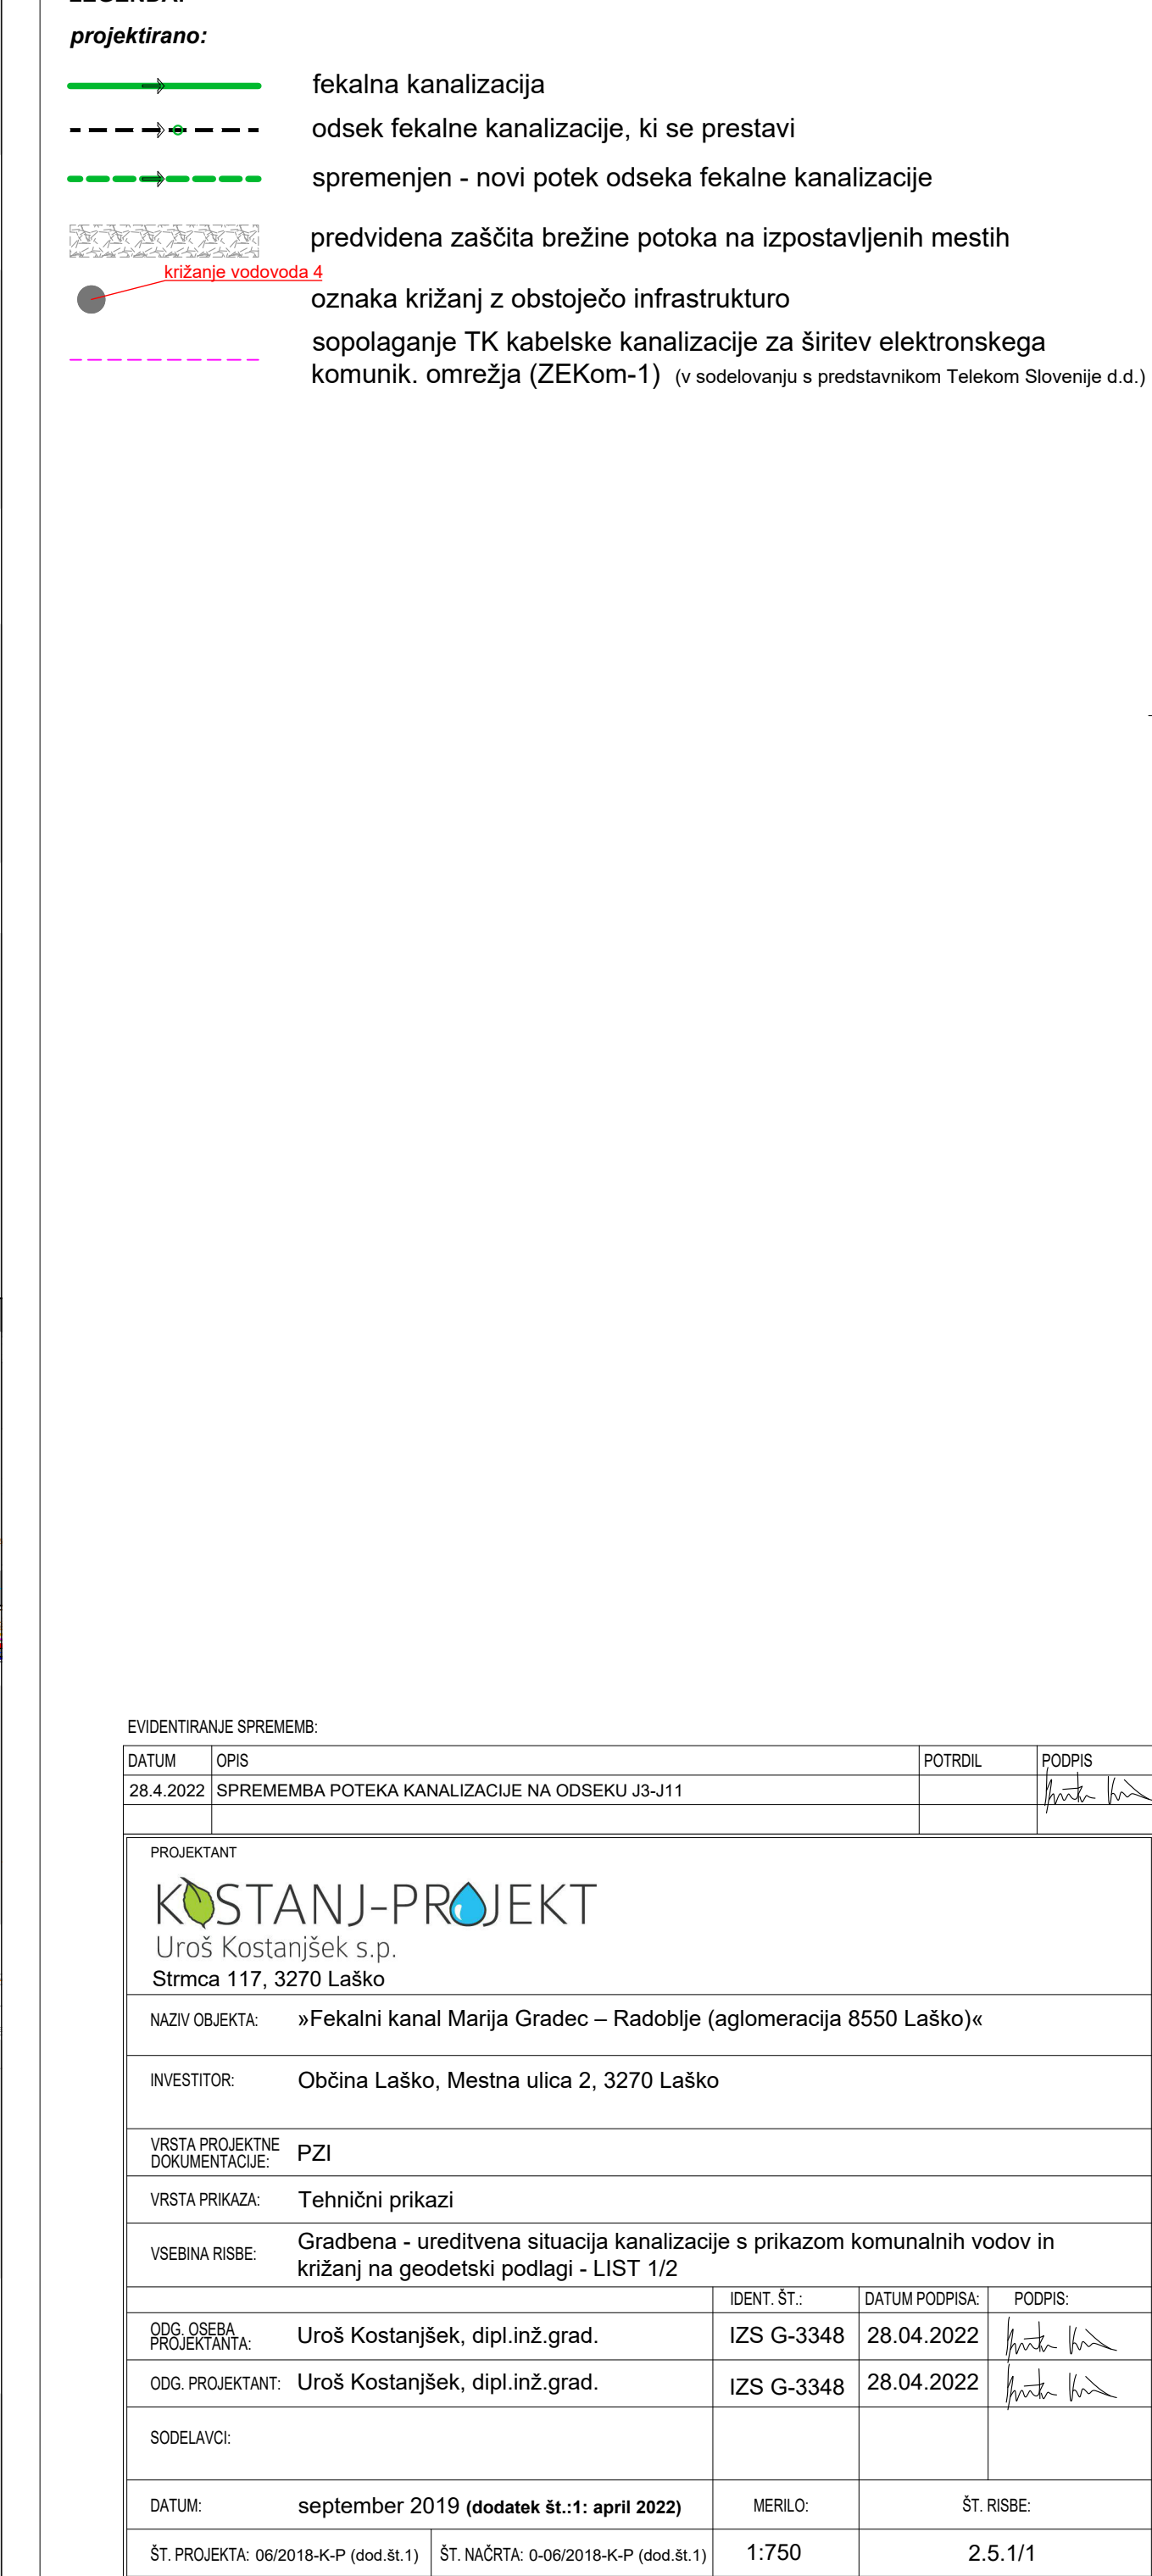 LEGENDA:
projektirano:
fekalna kanalizacija
odsek fekalne kanalizacije, ki se prestavi
spremenjen - novi potek odseka fekalne kanalizacije
predvidena zaščita brežine potoka na izpostavljenih mestih
križanje vodovoda 4
oznaka križanj z obstoječo infrastrukturo
sopolaganje TK kabelske kanalizacije za širitev elektronskega
komunik. omrežja (ZEKom-1) (v sodelovanju s predstavnikom Telekom Slovenije d.d.)
EVIDENTIRANJE SPREMEMB:
DATUM OPIS POTRDIL PODPIS
28.4.2022 SPREMEMBA POTEKA KANALIZACIJE NA ODSEKU J3-J11
PROJEKTANT
KOSTANJ-PROJEKT
Uroš Kostanjšek s.p.
Strmca 117, 3270 Laško
NAZIV OBJEKTA: »Fekalni kanal Marija Gradec – Radoblje (aglomeracija 8550 Laško)«
INVESTITOR: Občina Laško, Mestna ulica 2, 3270 Laško
VRSTA PROJEKTNE
DOKUMENTACIJE: PZI
VRSTA PRIKAZA: Tehnični prikazi
VSEBINA RISBE: Gradbena - ureditvena situacija kanalizacije s prikazom komunalnih vodov in
križanj na geodetski podlagi - LIST 1/2
IDENT. ŠT.: DATUM PODPISA: PODPIS:
ODG. OSEBA
PROJEKTANTA: Uroš Kostanjšek, dipl.inž.grad. IZS G-3348 28.04.2022
ODG. PROJEKTANT: Uroš Kostanjšek, dipl.inž.grad. IZS G-3348 28.04.2022
SODELAVCI:
DATUM: september 2019 (dodatek št.:1: april 2022) MERILO: ŠT. RISBE:
ŠT. PROJEKTA: 06/2018-K-P (dod.št.1) ŠT. NAČRTA: 0-06/2018-K-P (dod.št.1) 1:750 2.5.1/1